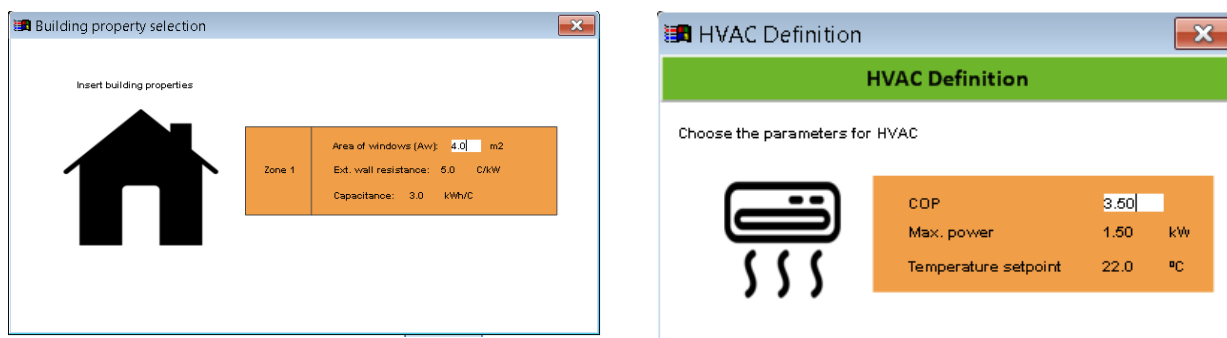 Building property selection
Insert building properties
Zone 1
Area of windows (Aw): 4.0 m2
Ext. wall resistance: 5.0 C/kW
Capacitance: 3.0 kWh/C
HVAC Definition
HVAC Definition
Choose the parameters for HVAC
COP 3.50
Max. power 1.50 kW
Temperature setpoint 22.0 ºC